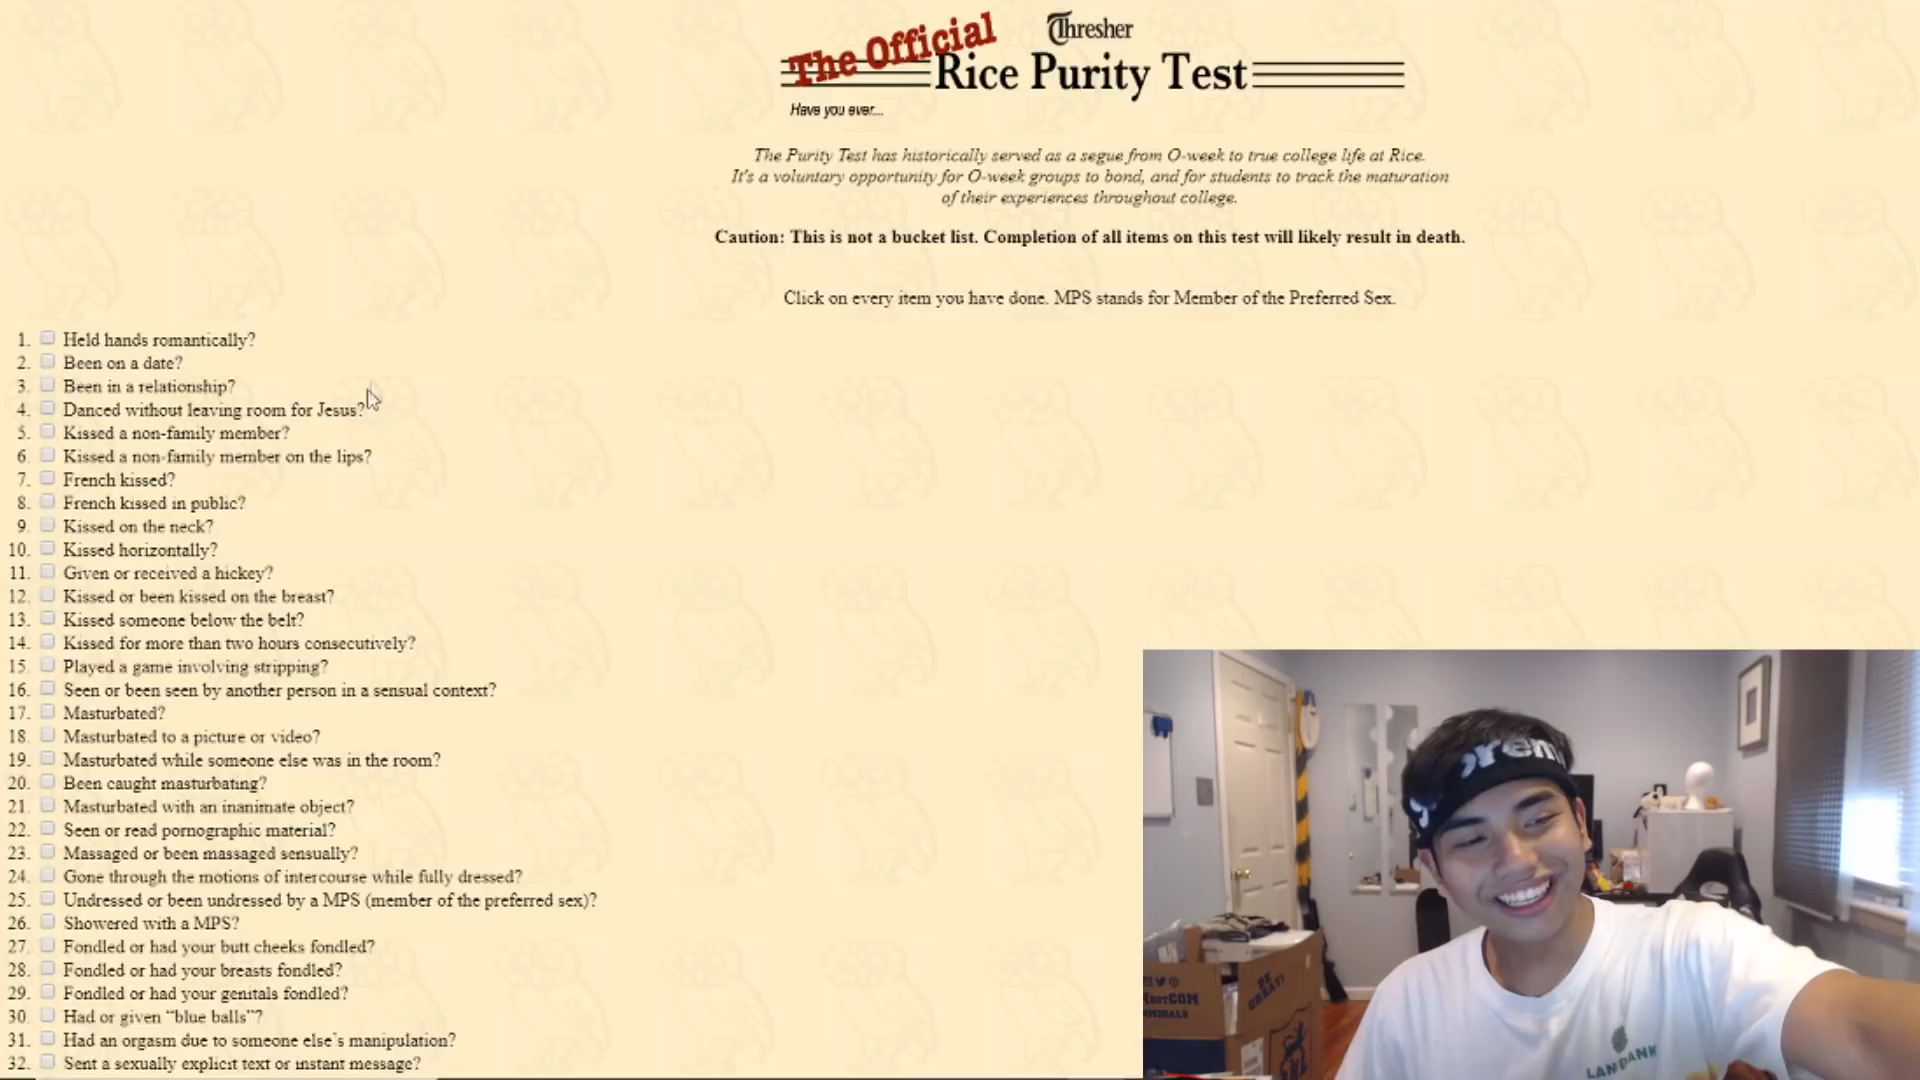 The Official
Thresher
Rice Purity Test
Have you ever...
The Purity Test has historically served as a segue from O-week to true college life at Rice.
It's a voluntary opportunity for O-week groups to bond, and for students to track the maturation
of their experiences throughout college.
Caution: This is not a bucket list. Completion of all items on this test will likely result in death.
Click on every item you have done. MPS stands for Member of the Preferred Sex.
1. Held hands romantically?
2. Been on a date?
3. Been in a relationship?
4. Danced without leaving room for Jesus?
5. Kissed a non-family member?
6. Kissed a non-family member on the lips?
7. French kissed?
8. French kissed in public?
9. Kissed on the neck?
10. Kissed horizontally?
11. Given or received a hickey?
12. Kissed or been kissed on the breast?
13. Kissed someone below the belt?
14. Kissed for more than two hours consecutively?
15. Played a game involving stripping?
16. Seen or been seen by another person in a sensual context?
17. Masturbated?
18. Masturbated to a picture or video?
19. Masturbated while someone else was in the room?
20. Been caught masturbating?
21. Masturbated with an inanimate object?
22. Seen or read pornographic material?
23. Massaged or been massaged sensually?
24. Gone through the motions of intercourse while fully dressed?
25. Undressed or been undressed by a MPS (member of the preferred sex)?
26. Showered with a MPS?
27. Fondled or had your butt cheeks fondled?
28. Fondled or had your breasts fondled?
29. Fondled or had your genitals fondled?
30. Had or given “blue balls”?
31. Had an orgasm due to someone else's manipulation?
32. Sent a sexually explicit text or instant message?
BE
GREAT!